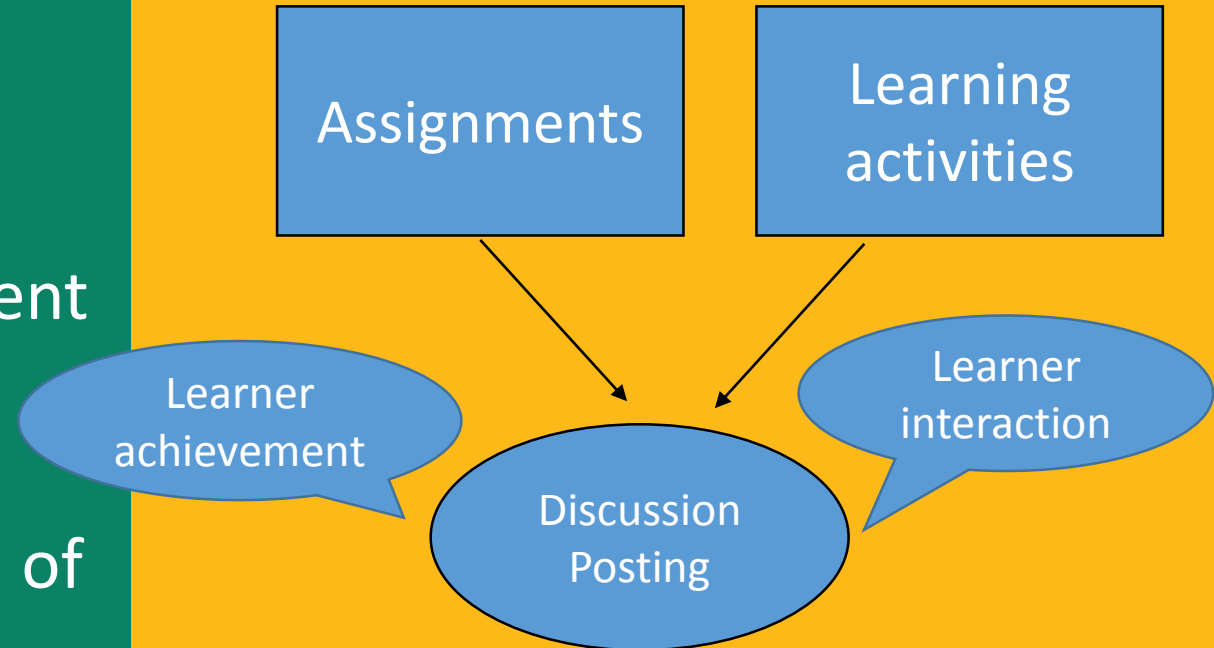 Assignments
Learning
activities
ent
Learner
achievement
Learner
interaction
Discussion
Posting
of